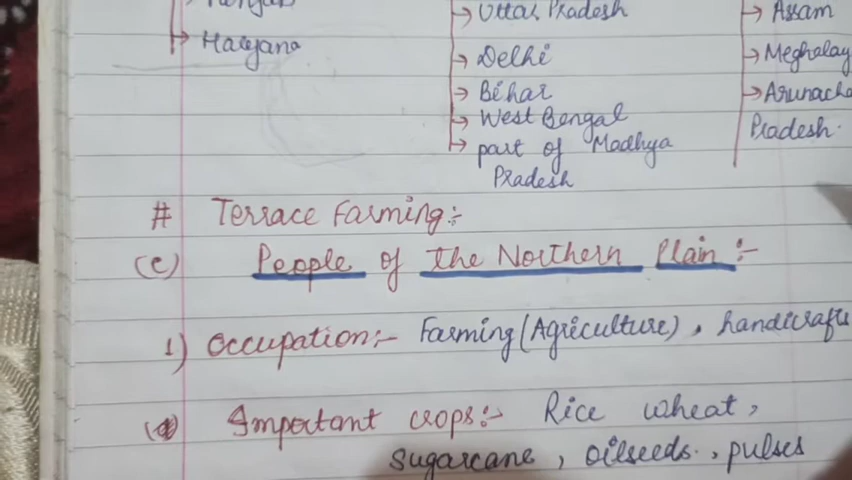 → Haryana
→ Uttar Pradesh
→ Delhi
→ Bihar
→ West Bengal
→ part of Madhya
Pradesh
→ Assam
→ Meghalay
→ Arunacha
Pradesh.
# Terrace Farming:-
(c) People of the Northern Plain :-
1) Occupation:- Farming (Agriculture), handicrafts
(a) Important crops:- Rice wheat,
sugarcane, oilseeds., pulses